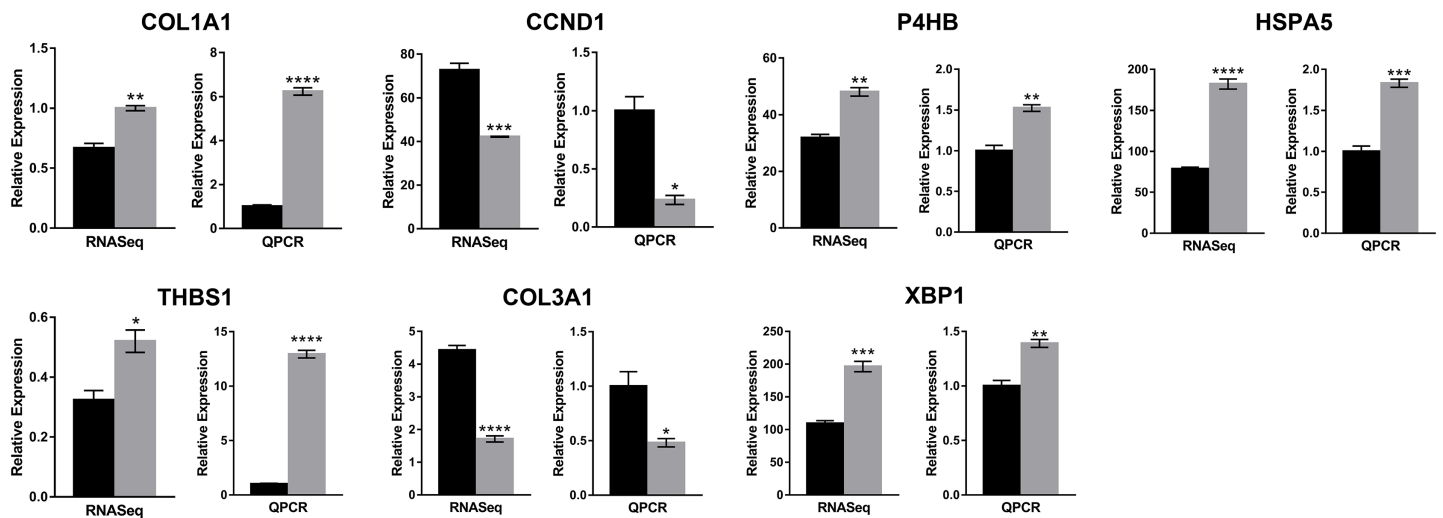 COL1A1
Relative Expression
1.5
1.0
0.5
0.0
**
RNASeq
Relative Expression
8
6
4
2
0
****
QPCR
CCND1
Relative Expression
80
60
40
20
0
***
RNASeq
Relative Expression
1.5
1.0
0.5
0.0
*
QPCR
P4HB
Relative Expression
60
40
20
0
**
RNASeq
Relative Expression
2.0
1.5
1.0
0.5
0.0
**
QPCR
HSPA5
Relative Expression
200
150
100
50
0
****
RNASeq
Relative Expression
2.0
1.5
1.0
0.5
0.0
***
QPCR
THBS1
Relative Expression
0.6
0.4
0.2
0.0
*
RNASeq
Relative Expression
15
10
5
0
****
QPCR
COL3A1
Relative Expression
5
4
3
2
1
0
****
RNASeq
Relative Expression
1.5
1.0
0.5
0.0
*
QPCR
XBP1
Relative Expression
250
200
150
100
50
0
***
RNASeq
Relative Expression
1.5
1.0
0.5
0.0
**
QPCR